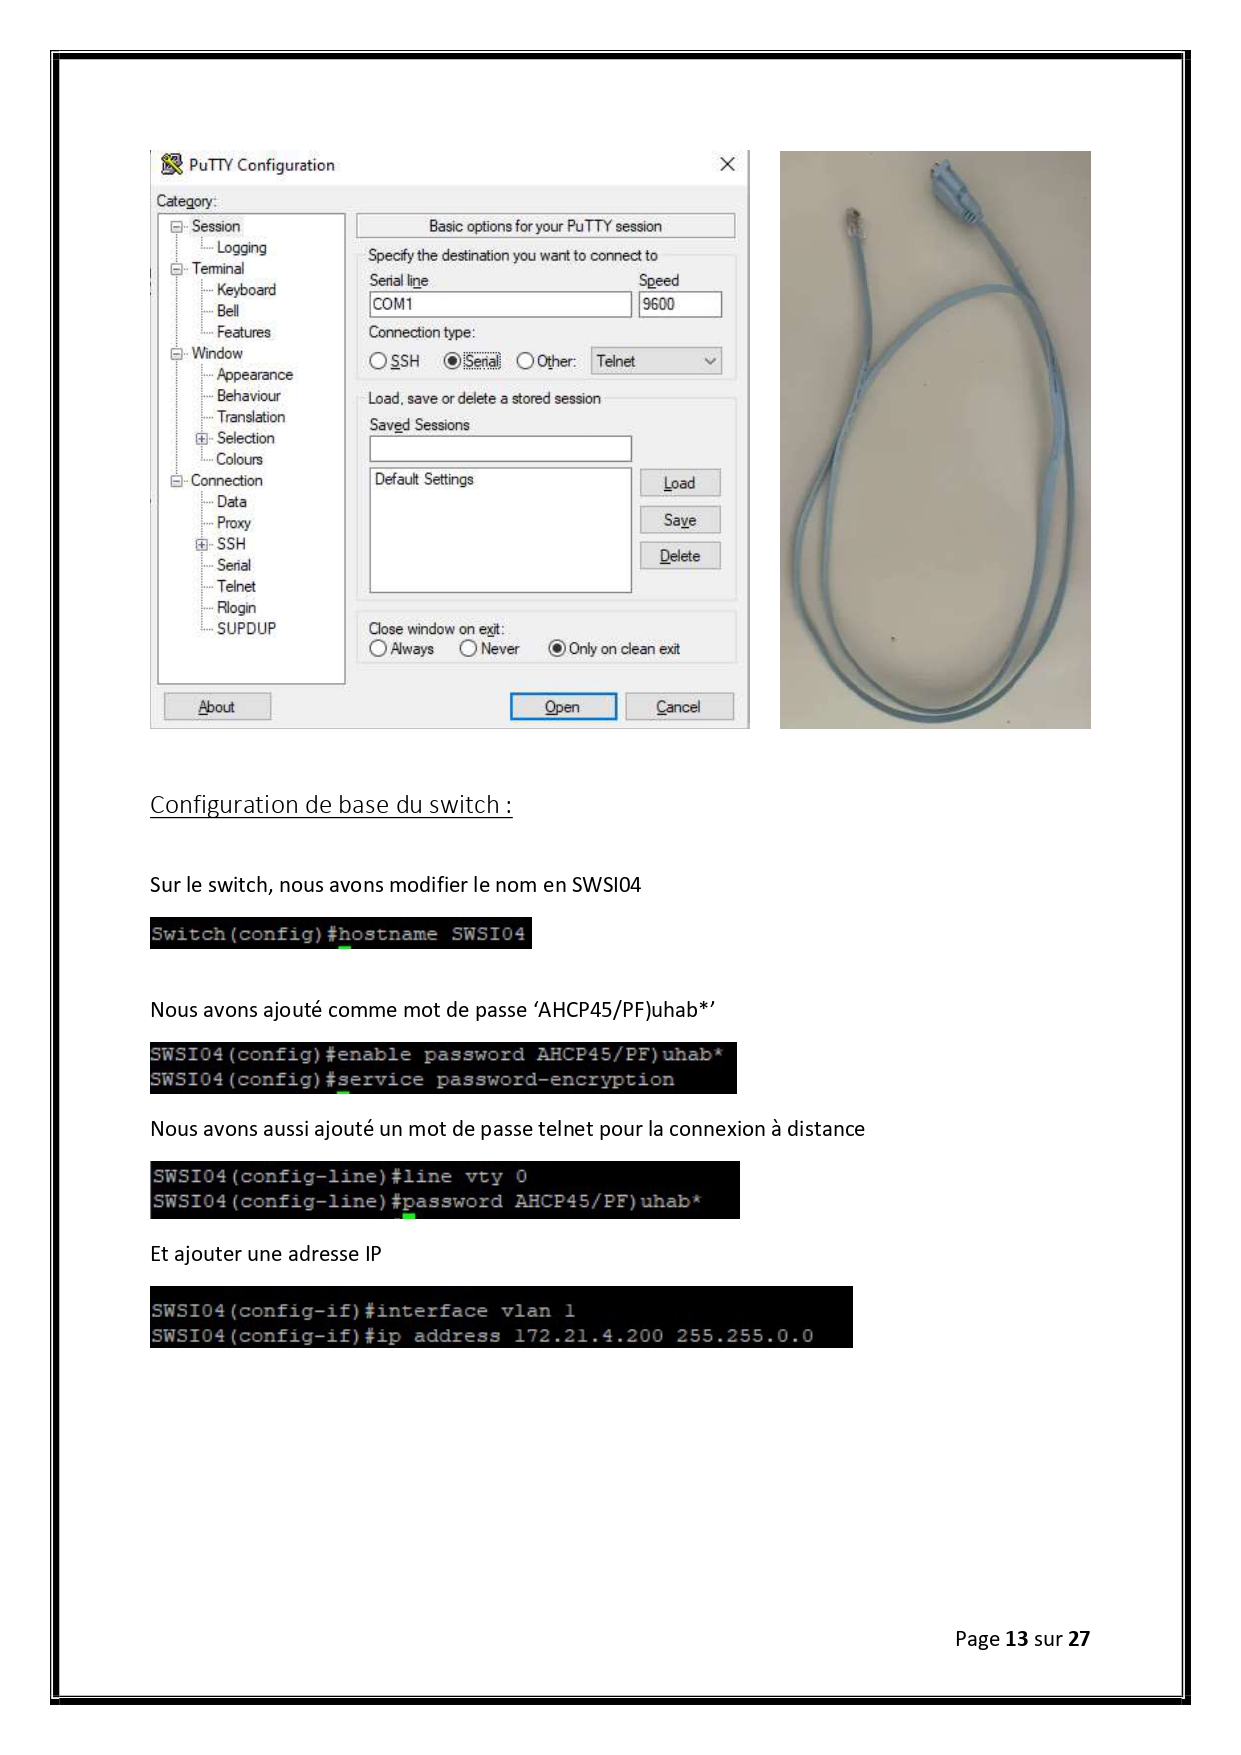 PuTTY Configuration
Category:
Session
Logging
Terminal
Keyboard
Bell
Features
Window
Appearance
Behaviour
Translation
Selection
Colours
Connection
Data
Proxy
SSH
Serial
Telnet
Rlogin
SUPDUP
Basic options for your PuTTY session
Specify the destination you want to connect to
Serial line Speed
COM1 9600
Connection type:
SSH Serial Other: Telnet
Load, save or delete a stored session
Saved Sessions
Default Settings
Load
Save
Delete
Close window on exit:
Always Never Only on clean exit
About Open Cancel
Configuration de base du switch :
Sur le switch, nous avons modifier le nom en SWSI04
Switch(config)#hostname SWSI04
Nous avons ajouté comme mot de passe ‘AHCP45/PF)uhab*’
SWSI04(config)#enable password AHCP45/PF)uhab*
SWSI04(config)#service password-encryption
Nous avons aussi ajouté un mot de passe telnet pour la connexion à distance
SWSI04(config-line)#line vty 0
SWSI04(config-line)#password AHCP45/PF)uhab*
Et ajouter une adresse IP
SWSI04(config-if)#interface vlan 1
SWSI04(config-if)#ip address 172.21.4.200 255.255.0.0
Page 13 sur 27